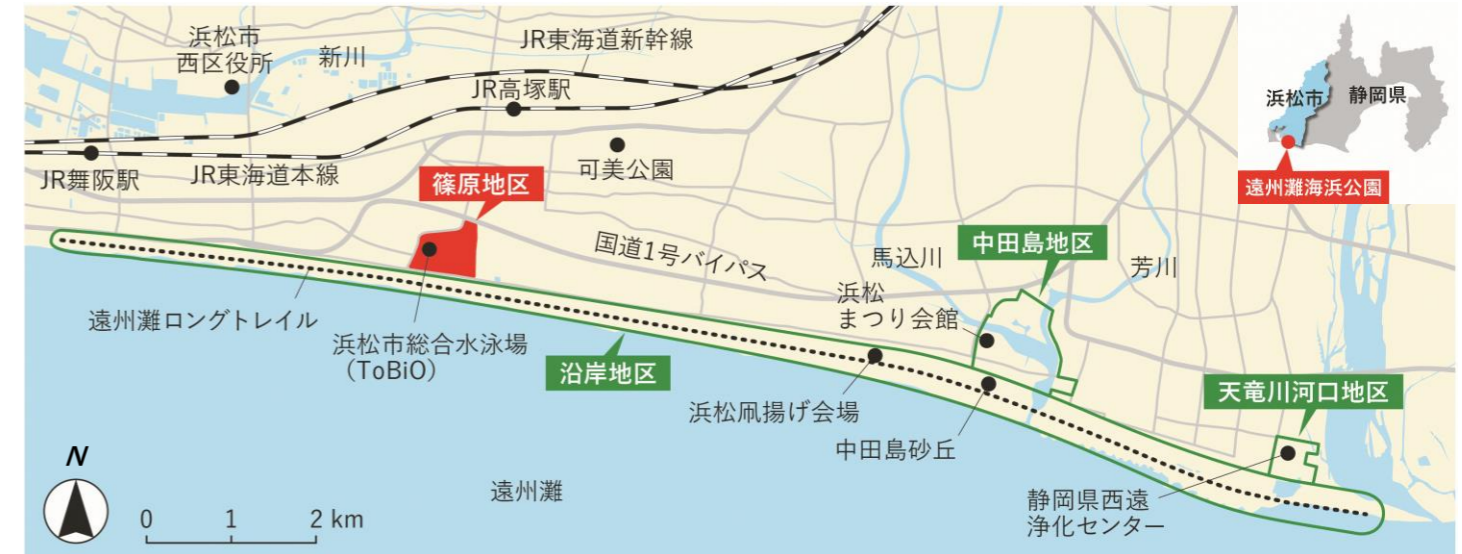 浜松市
西区役所
新川
JR東海道新幹線
JR高塚駅
JR舞阪駅
JR東海道本線
篠原地区
可美公園
浜松市
静岡県
遠州灘海浜公園
国道1号バイパス
馬込川
中田島地区
芳川
浜松
まつり会館
遠州灘ロングトレイル
浜松市総合水泳場
（ToBiO）
沿岸地区
浜松凧揚げ会場
中田島砂丘
天竜川河口地区
静岡県西遠
浄化センター
遠州灘
N
0 1 2 km